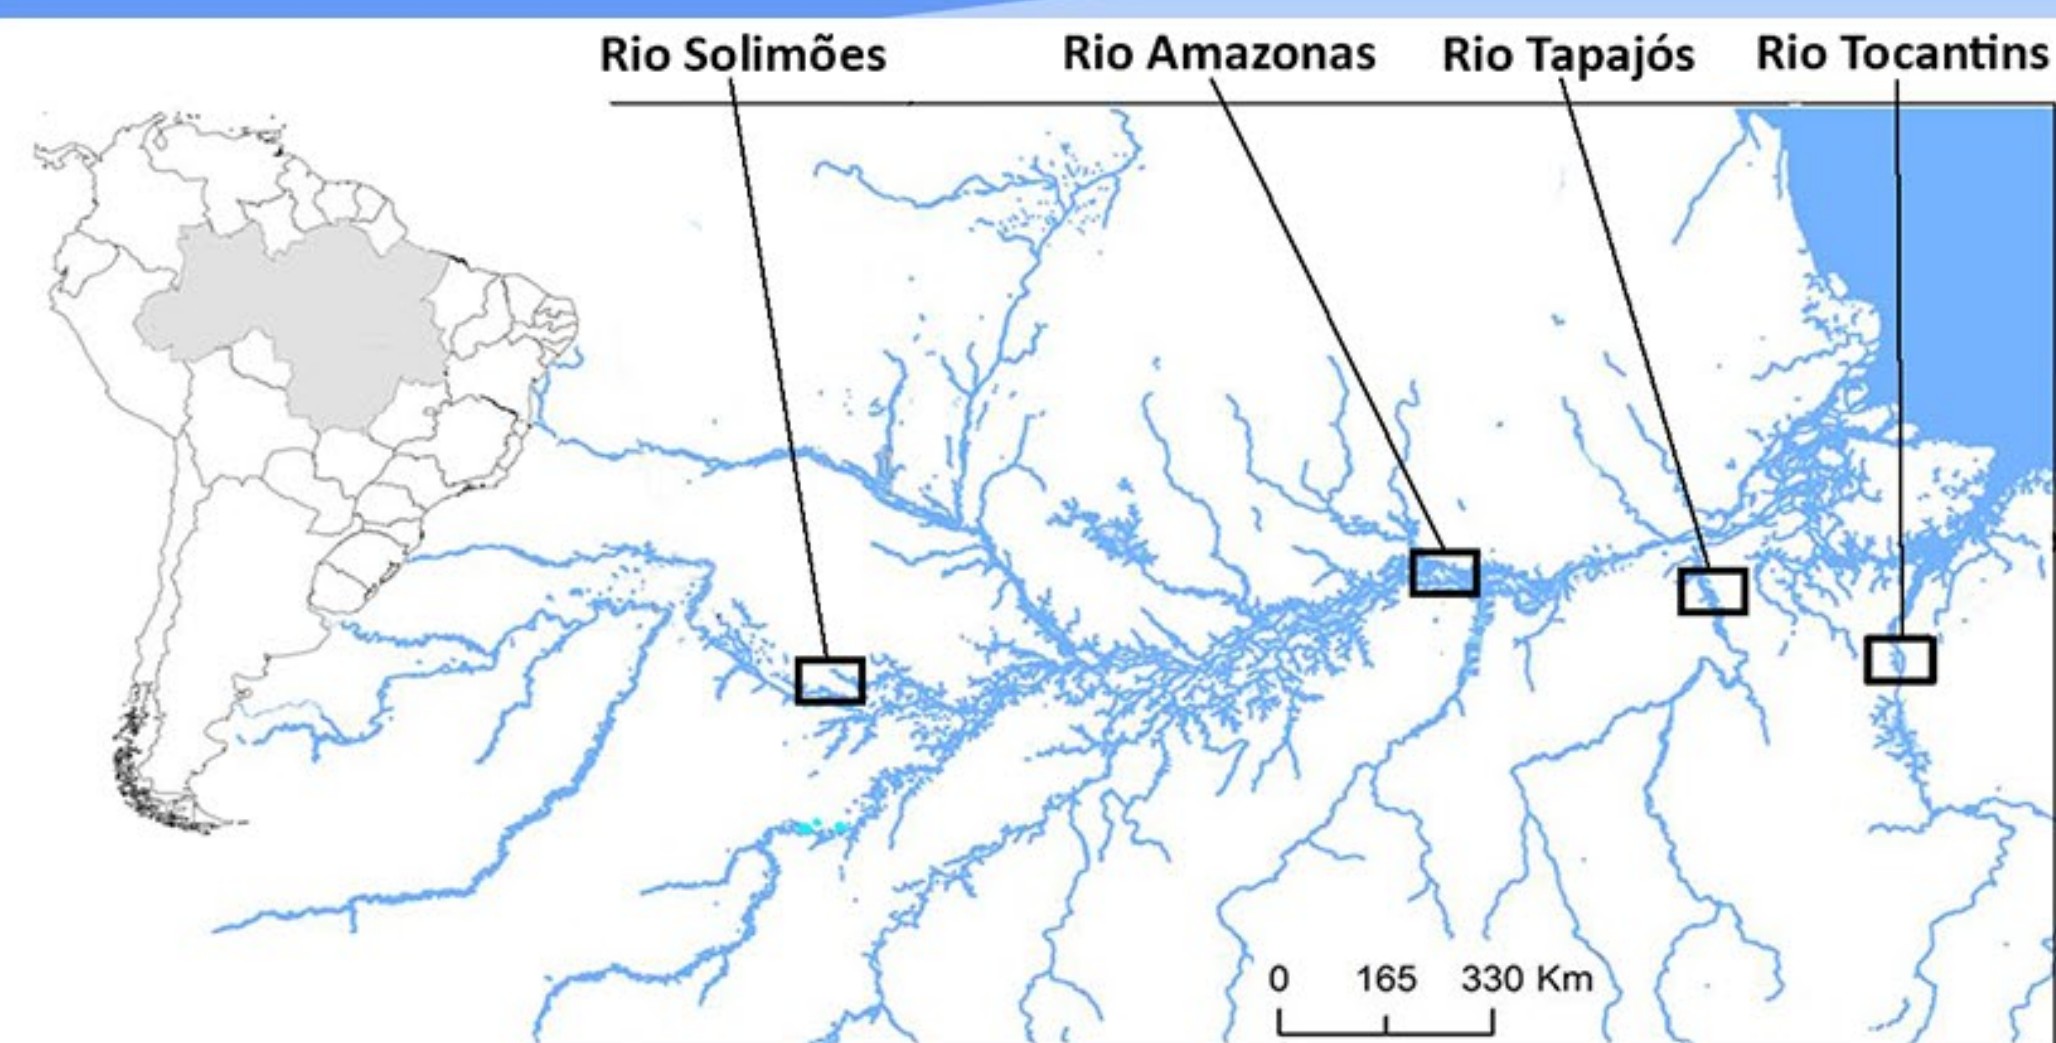 Rio Solimões
Rio Amazonas
Rio Tapajós
Rio Tocantins
0 165 330 Km